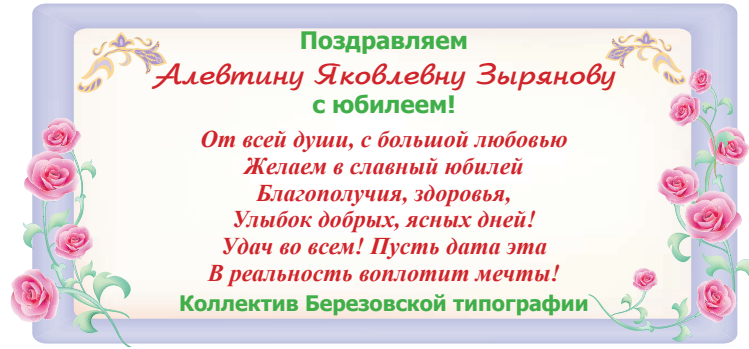 Поздравляем
Алевтину Яковлевну Зырянову
с юбилеем!
От всей души, с большой любовью
Желаем в славный юбилей
Благополучия, здоровья,
Улыбок добрых, ясных дней!
Удач во всем! Пусть дата эта
В реальность воплотит мечты!
Коллектив Березовской типографии